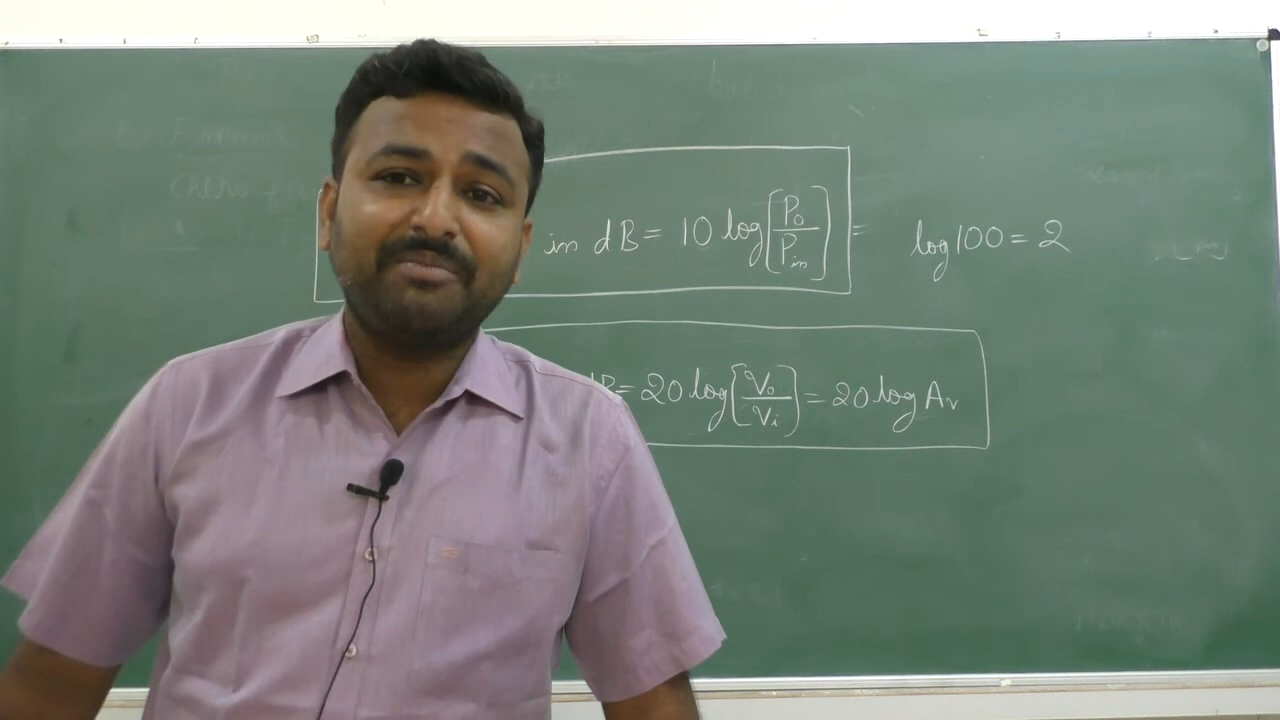 in dB = 10 log[P₀/Pᵢₙ] =
log 100 = 2
= 20 log[V₀/Vᵢ] = 20 log Aᵥ